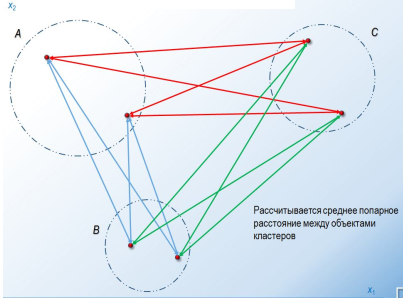 x2
A
C
B
Рассчитывается среднее попарное
расстояние между объектами
кластеров
x1